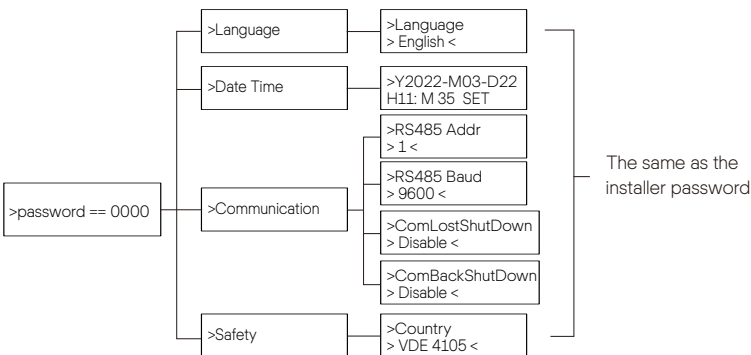 >password == 0000
>Language
>Language
> English <
>Date Time
>Y2022-M03-D22
H11: M 35 SET
>Communication
>RS485 Addr
> 1 <
>RS485 Baud
> 9600 <
>ComLostShutDown
> Disable <
>ComBackShutDown
> Disable <
>Safety
>Country
> VDE 4105 <
The same as the
installer password